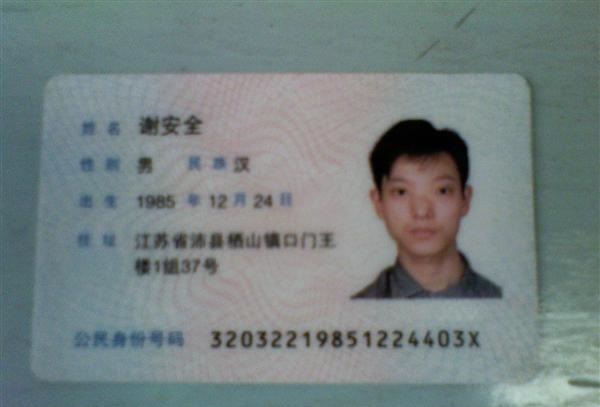 姓名 谢安全
性别 男 民族 汉
出生 1985 年 12 月 24 日
住址 江苏省沛县栖山镇口门王
楼1组37号
公民身份号码 32032219851224403X